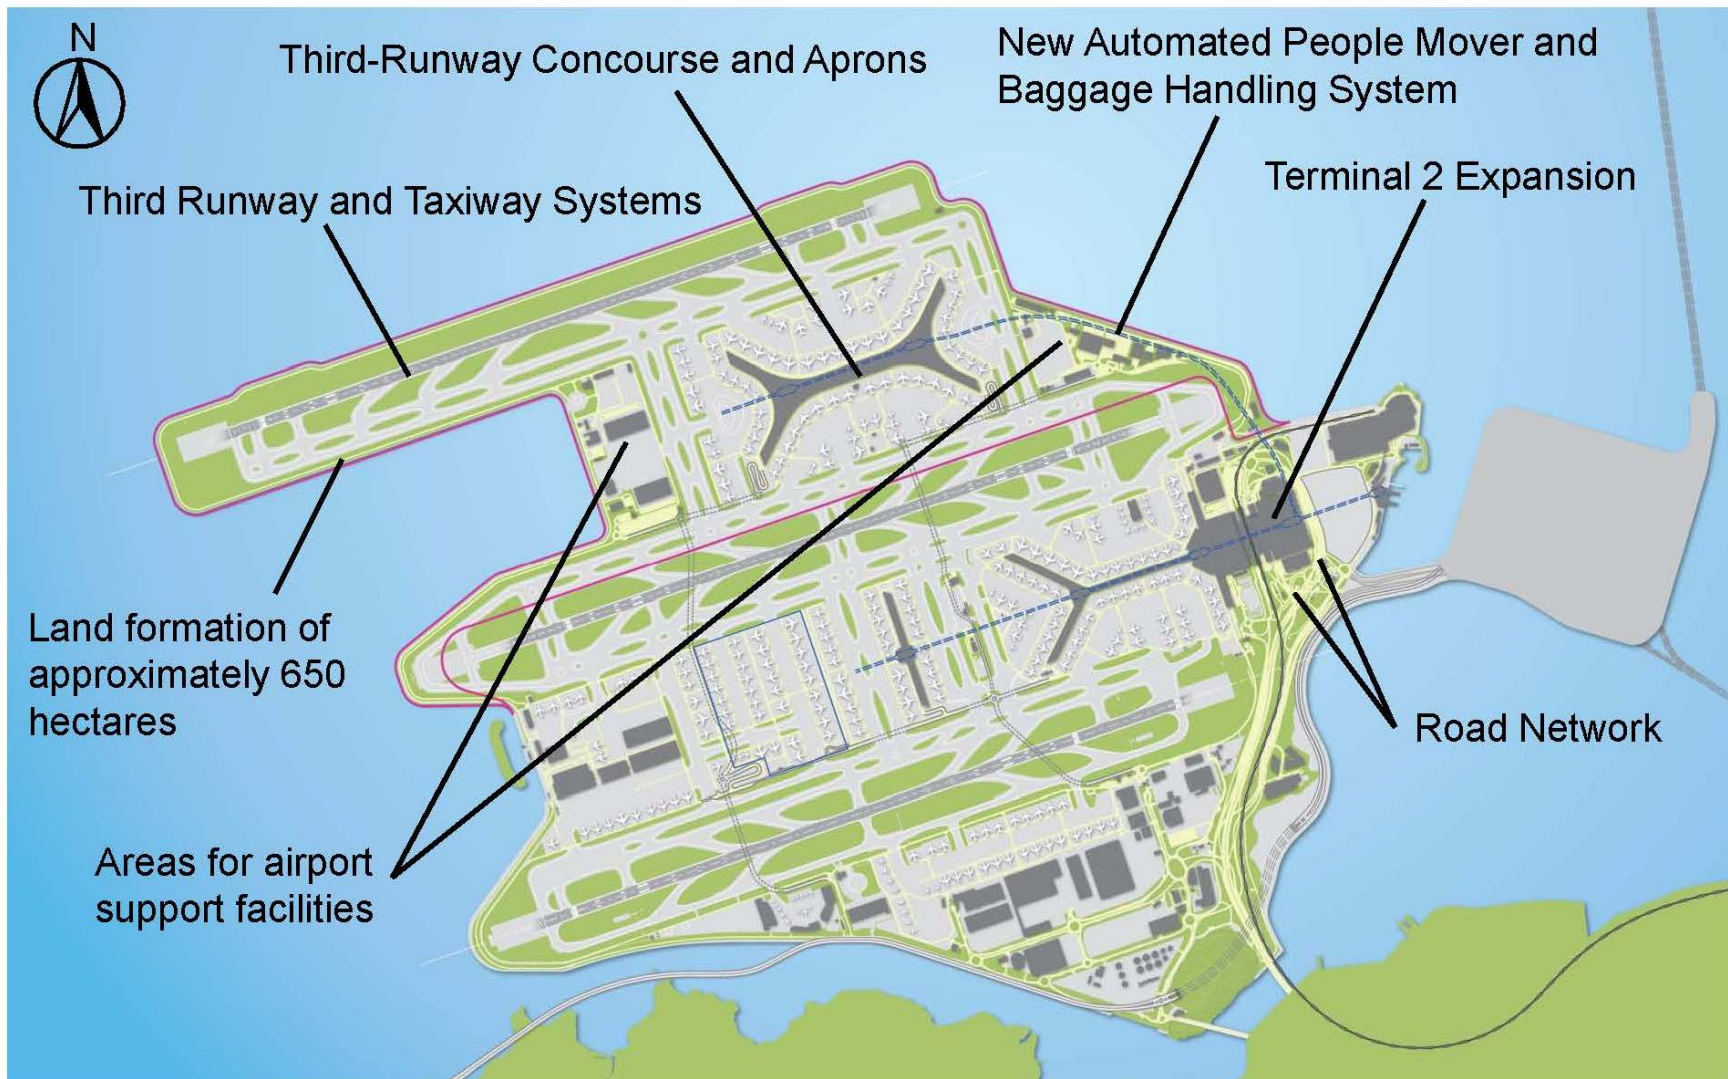 N
Third-Runway Concourse and Aprons
New Automated People Mover and
Baggage Handling System
Third Runway and Taxiway Systems
Terminal 2 Expansion
Land formation of
approximately 650
hectares
Road Network
Areas for airport
support facilities